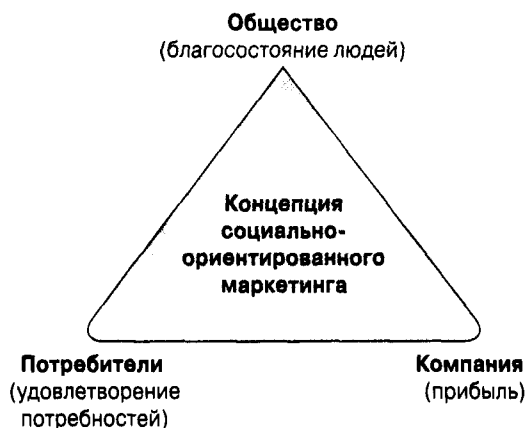 Общество
(благосостояние людей)
Концепция
социально-
ориентированного
маркетинга
Потребители
(удовлетворение
потребностей)
Компания
(прибыль)